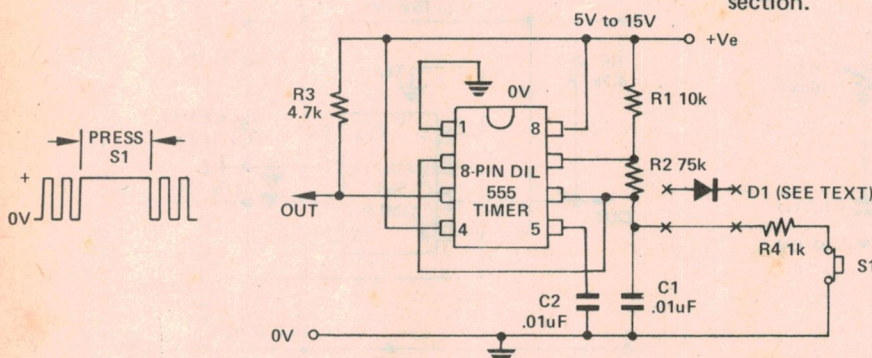 section.
5V to 15V
+Ve
R3
4.7k
0V
R1 10k
PRESS
S1
1
8
8-PIN DIL
R2 75k
+
555
D1 (SEE TEXT)
0V
OUT
TIMER
4
5
R4 1k
S1
C2
.01uF
C1
.01uF
0V